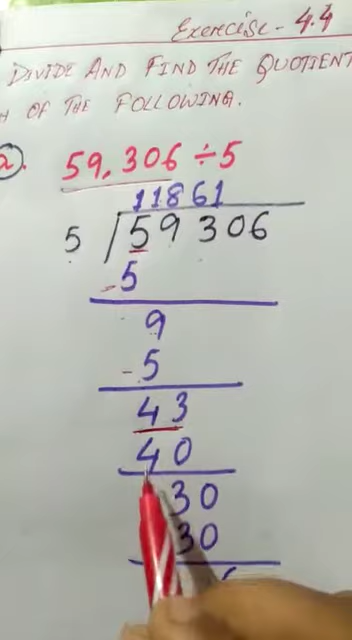 Exercise - 4.4
DIVIDE AND FIND THE QUOTIENT
OF THE FOLLOWING.
a). 59,306 ÷ 5
11861
5 59306
-5
9
-5
43
40
30
30